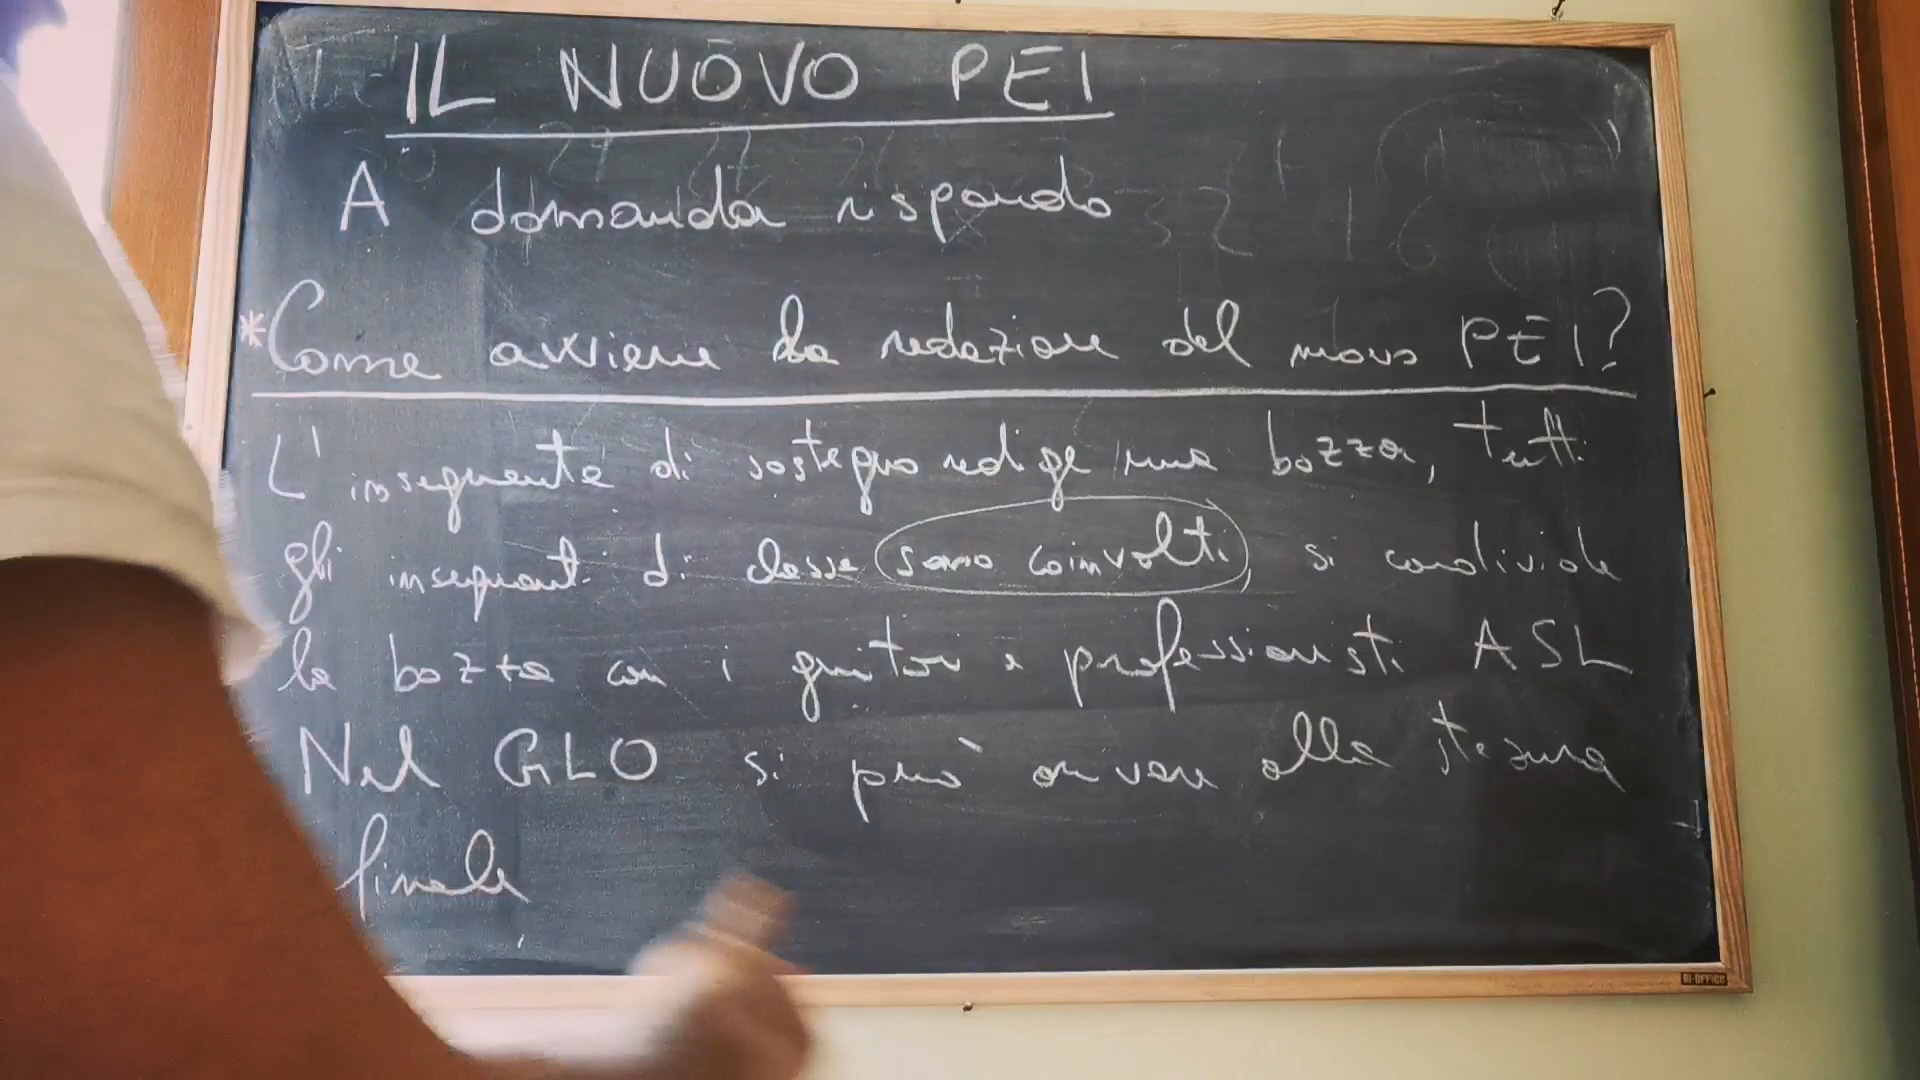 IL NUOVO PEI
A domanda rispondo
*Come avviene la redazione del nuovo PEI?
L'insegnante di sostegno redige una bozza, tutti
gli insegnanti di classe sono coinvolti, si condivide
la bozza con i genitori e professionisti ASL
Nel GLO si può arrivare alla stesura
finale
BI-OFFICE